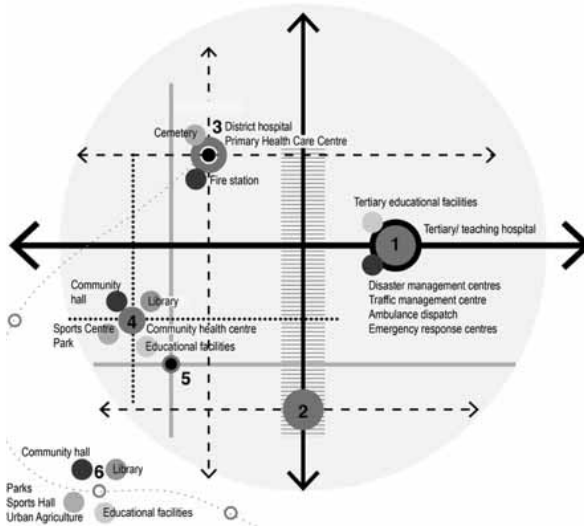 3 District hospital
Cemetery
Primary Health Care Centre
Fire station
Tertiary educational facilities
Tertiary/ teaching hospital
1
Disaster management centres
Traffic management centre
Ambulance dispatch
Emergency response centres
Community
hall
Library
4
Sports Centre
Park
Community health centre
Educational facilities
5
2
Community hall
6
Library
Parks
Sports Hall
Urban Agriculture
Educational facilities